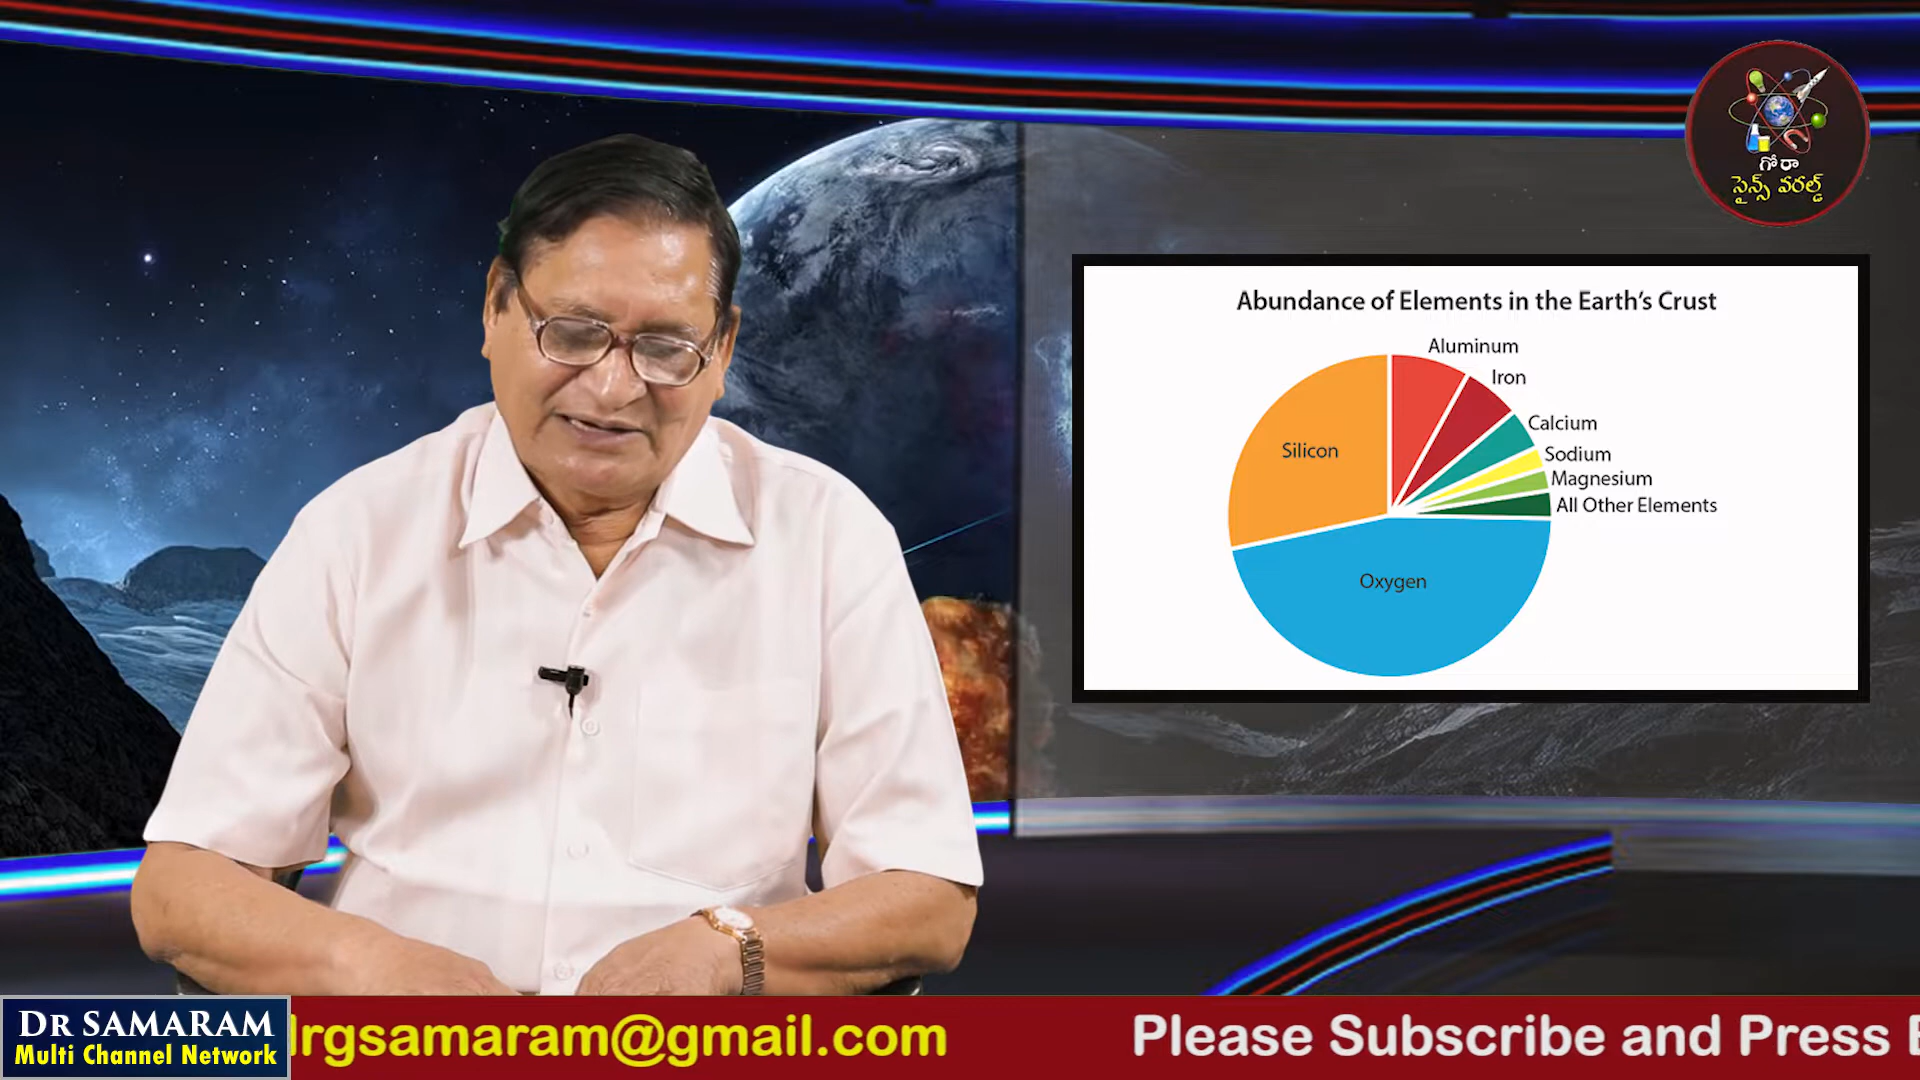 గోరా
సైన్స్ వరల్డ్
Abundance of Elements in the Earth's Crust
Aluminum
Iron
Calcium
Silicon
Sodium
Magnesium
All Other Elements
Oxygen
DR SAMARAM
Multi Channel Network
drgsamaram@gmail.com
Please Subscribe and Press